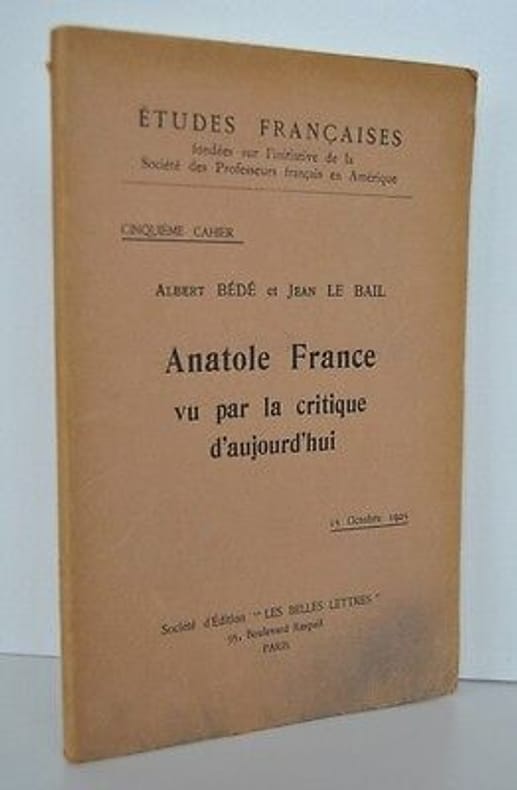 ÉTUDES FRANÇAISES
fondées sur l'initiative de la
Société des Professeurs français en Amérique
CINQUIÈME CAHIER
ALBERT BÉDÉ et JEAN LE BAIL
Anatole France
vu par la critique
d'aujourd'hui
15 Octobre 1925
Société d'Édition "LES BELLES LETTRES"
95, Boulevard Raspail
PARIS